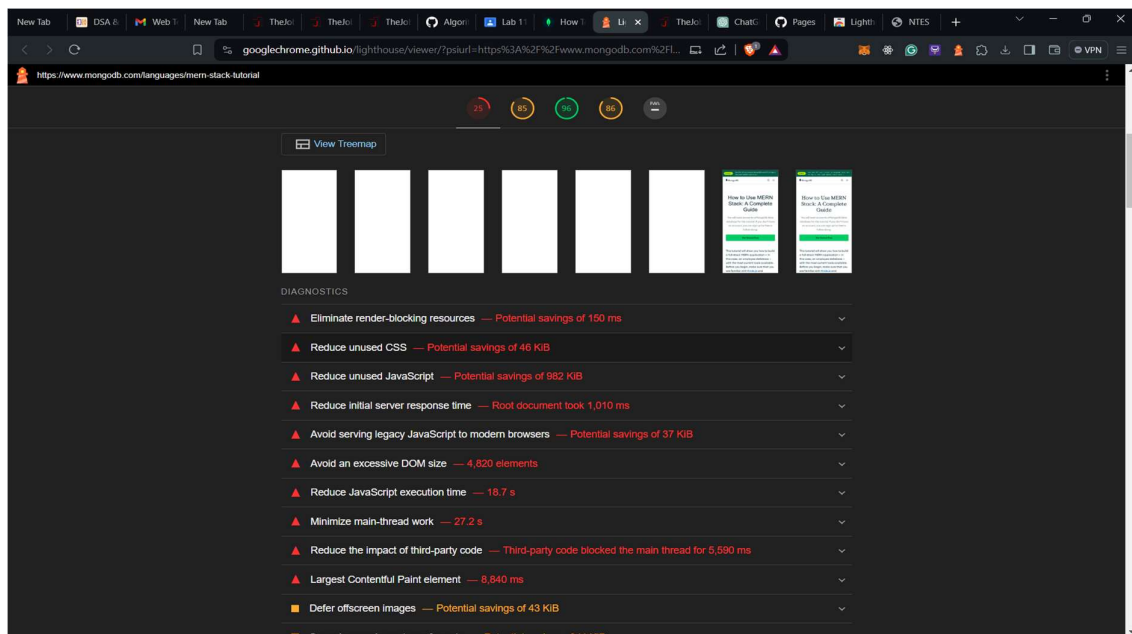 New Tab DSA & Web T New Tab TheJol TheJol TheJol Algori Lab 11 How T Li TheJol ChatG Pages Lighth NTES
googlechrome.github.io/lighthouse/viewer/?psiurl=https%3A%2F%2Fwww.mongodb.com%2Fl... VPN
https://www.mongodb.com/languages/mern-stack-tutorial
25 85 96 86 PWA
View Treemap
How to Use MERN How to Use MERN
Stack: A Complete Stack: A Complete
Guide Guide
DIAGNOSTICS
Eliminate render-blocking resources — Potential savings of 150 ms
Reduce unused CSS — Potential savings of 46 KiB
Reduce unused JavaScript — Potential savings of 982 KiB
Reduce initial server response time — Root document took 1,010 ms
Avoid serving legacy JavaScript to modern browsers — Potential savings of 37 KiB
Avoid an excessive DOM size — 4,820 elements
Reduce JavaScript execution time — 18.7 s
Minimize main-thread work — 27.2 s
Reduce the impact of third-party code — Third-party code blocked the main thread for 5,590 ms
Largest Contentful Paint element — 8,840 ms
Defer offscreen images — Potential savings of 43 KiB